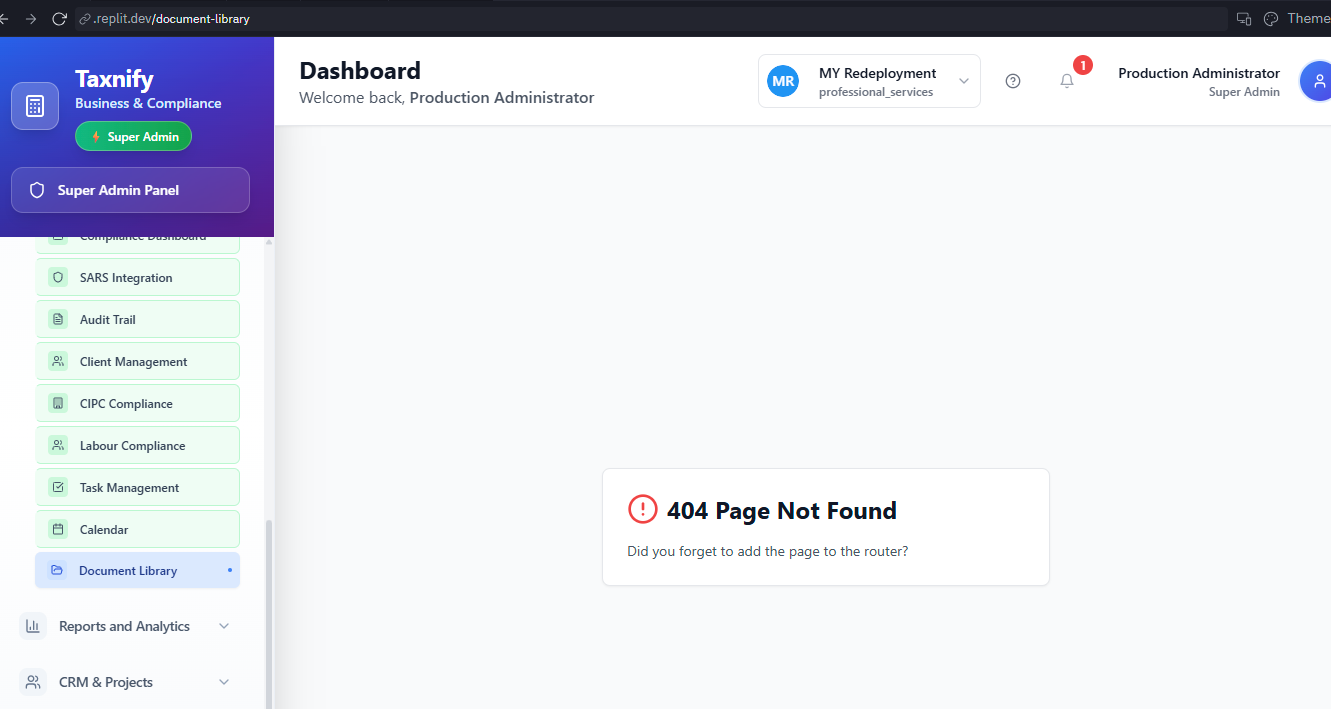 .replit.dev/document-library
Theme
Taxnify
Business & Compliance
Super Admin
Super Admin Panel
Compliance Dashboard
SARS Integration
Audit Trail
Client Management
CIPC Compliance
Labour Compliance
Task Management
Calendar
Document Library
Reports and Analytics
CRM & Projects
Dashboard
Welcome back, Production Administrator
MR
MY Redeployment
professional_services
1
Production Administrator
Super Admin
404 Page Not Found
Did you forget to add the page to the router?